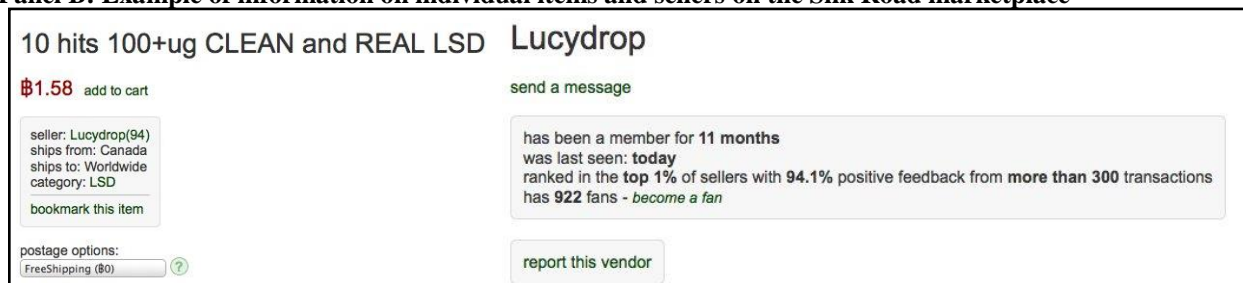 Panel B: Example of information on individual items and sellers on the Silk Road marketplace
10 hits 100+ug CLEAN and REAL LSD
฿1.58 add to cart
seller: Lucydrop(94)
ships from: Canada
ships to: Worldwide
category: LSD
bookmark this item
postage options:
FreeShipping (฿0) ?
Lucydrop
send a message
has been a member for 11 months
was last seen: today
ranked in the top 1% of sellers with 94.1% positive feedback from more than 300 transactions
has 922 fans - become a fan
report this vendor